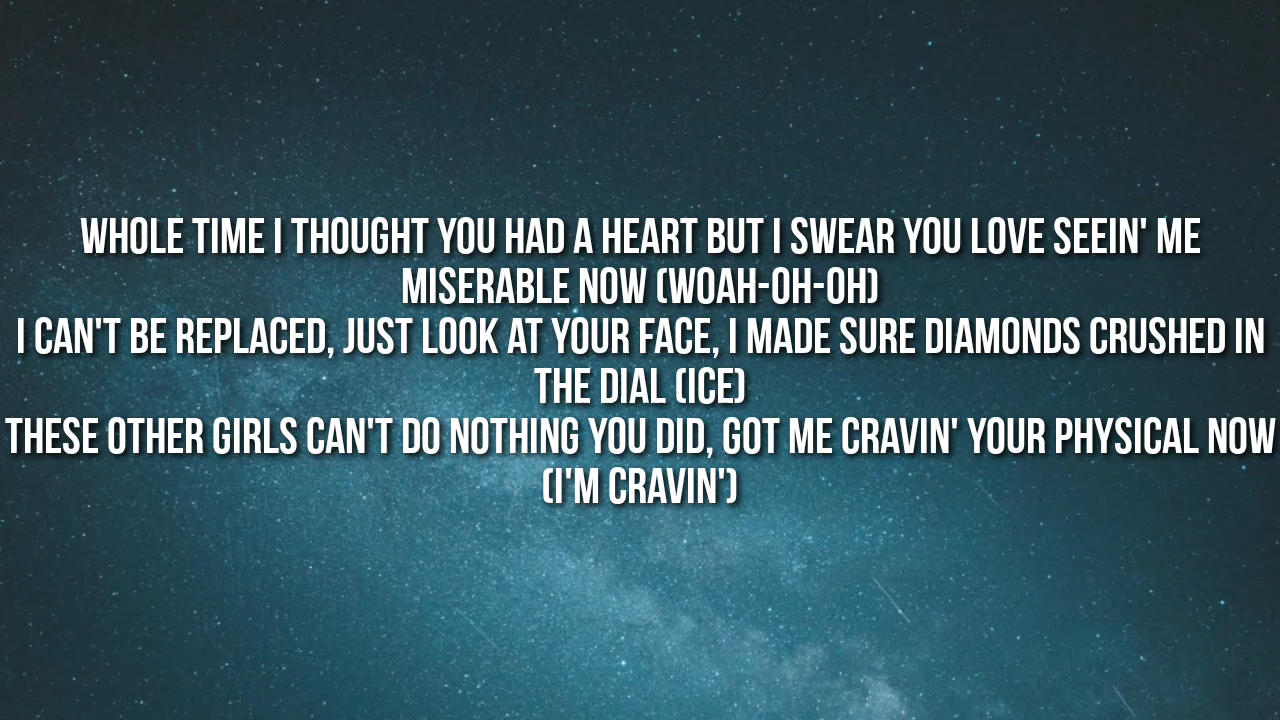 WHOLE TIME I THOUGHT YOU HAD A HEART BUT I SWEAR YOU LOVE SEEIN' ME
MISERABLE NOW (WOAH-OH-OH)
I CAN'T BE REPLACED, JUST LOOK AT YOUR FACE, I MADE SURE DIAMONDS CRUSHED IN
THE DIAL (ICE)
THESE OTHER GIRLS CAN'T DO NOTHING YOU DID, GOT ME CRAVIN' YOUR PHYSICAL NOW
(I'M CRAVIN')